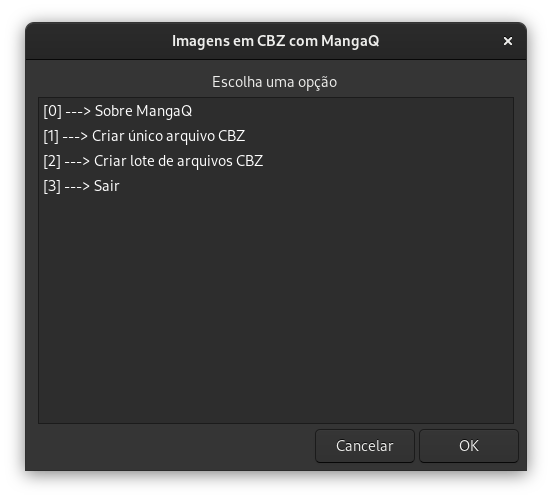 Imagens em CBZ com MangaQ
Escolha uma opção
[0] ---> Sobre MangaQ
[1] ---> Criar único arquivo CBZ
[2] ---> Criar lote de arquivos CBZ
[3] ---> Sair
Cancelar
OK